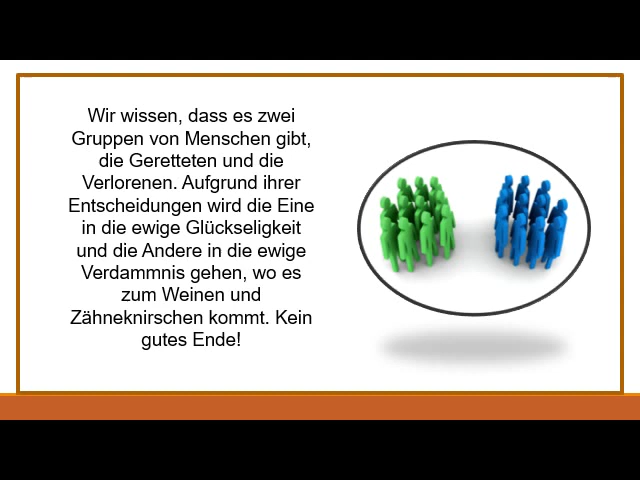 Wir wissen, dass es zwei
Gruppen von Menschen gibt,
die Geretteten und die
Verlorenen. Aufgrund ihrer
Entscheidungen wird die Eine
in die ewige Glückseligkeit
und die Andere in die ewige
Verdammnis gehen, wo es
zum Weinen und
Zähneknirschen kommt. Kein
gutes Ende!